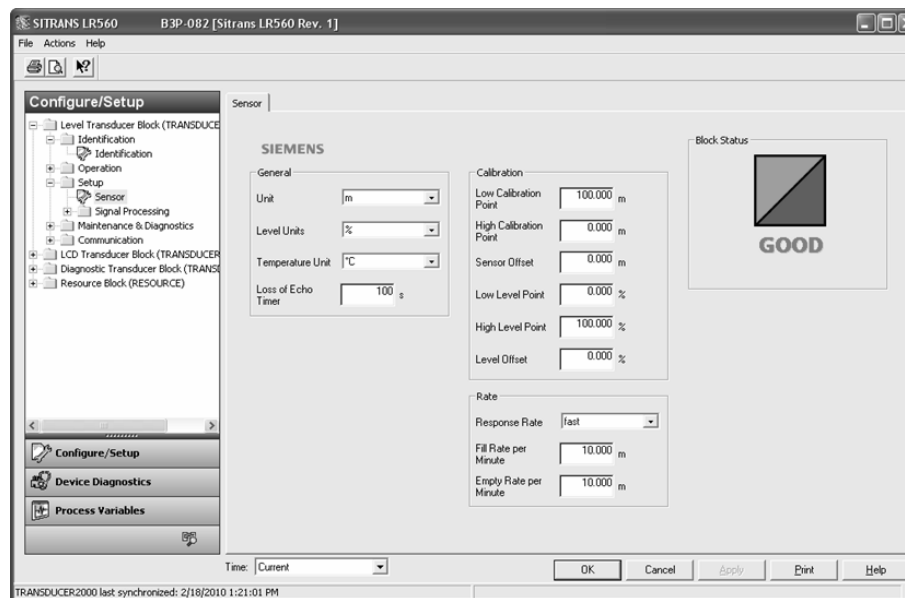 SITRANS LR560 B3P-082 [Sitrans LR560 Rev. 1]
File Actions Help
Configure/Setup
Level Transducer Block (TRANSDUCE
Identification
Identification
Operation
Setup
Sensor
Signal Processing
Maintenance & Diagnostics
Communication
LCD Transducer Block (TRANSDUCER
Diagnostic Transducer Block (TRANS
Resource Block (RESOURCE)
Configure/Setup
Device Diagnostics
Process Variables
Sensor
SIEMENS
General
Unit m
Level Units %
Temperature Unit °C
Loss of Echo
Timer 100 s
Calibration
Low Calibration
Point 100.000 m
High Calibration
Point 0.000 m
Sensor Offset 0.000 m
Low Level Point 0.000 %
High Level Point 100.000 %
Level Offset 0.000 %
Rate
Response Rate fast
Fill Rate per
Minute 10.000 m
Empty Rate per
Minute 10.000 m
Block Status
GOOD
Time: Current
OK Cancel Apply Print Help
TRANSDUCER2000 last synchronized: 2/18/2010 1:21:01 PM